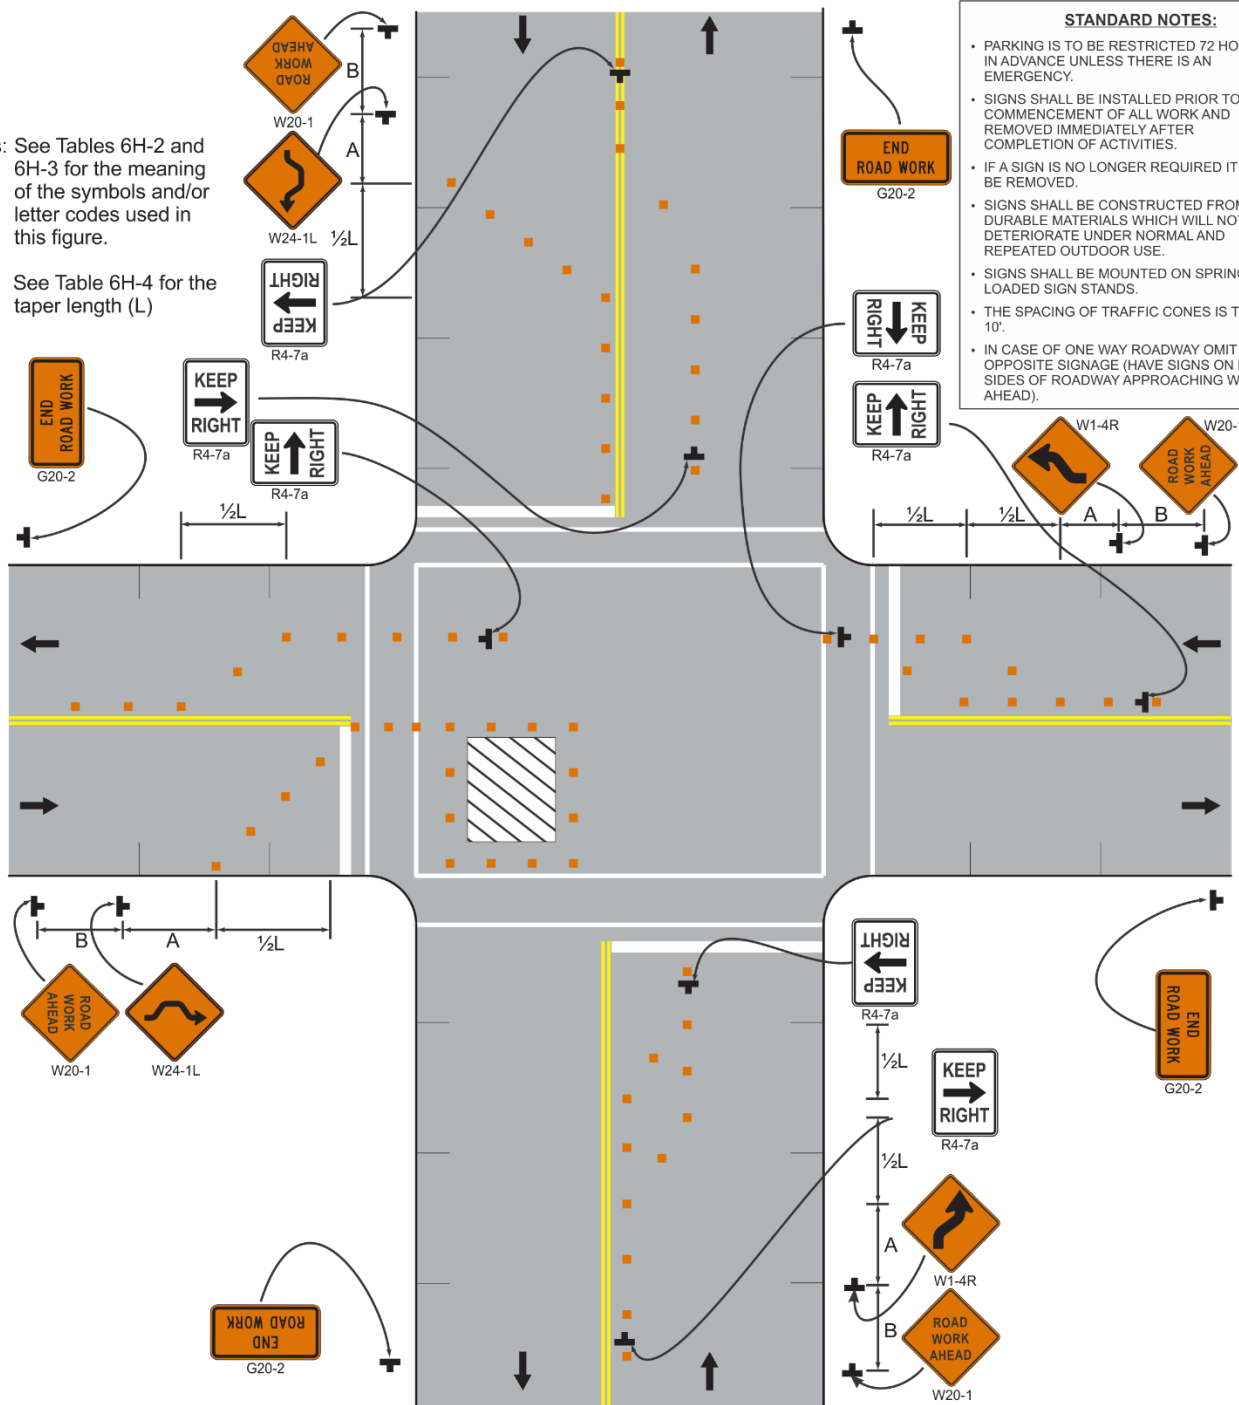 ROAD
WORK
AHEAD
W20-1
B
A
½L
W24-1L
See Tables 6H-2 and
6H-3 for the meaning
of the symbols and/or
letter codes used in
this figure.
See Table 6H-4 for the
taper length (L)
KEEP
RIGHT
R4-7a
END
ROAD WORK
G20-2
STANDARD NOTES:
• PARKING IS TO BE RESTRICTED 72
IN ADVANCE UNLESS THERE IS AN
EMERGENCY.
• SIGNS SHALL BE INSTALLED PRIOR TO
COMMENCEMENT OF ALL WORK AND
REMOVED IMMEDIATELY AFTER
COMPLETION OF ACTIVITIES.
• IF A SIGN IS NO LONGER REQUIRED IT
BE REMOVED.
• SIGNS SHALL BE CONSTRUCTED FROM
DURABLE MATERIALS WHICH WILL NOT
DETERIORATE UNDER NORMAL AND
REPEATED OUTDOOR USE.
• SIGNS SHALL BE MOUNTED ON SPRING
LOADED SIGN STANDS.
• THE SPACING OF TRAFFIC CONES IS
10'.
• IN CASE OF ONE WAY ROADWAY OMIT
OPPOSITE SIGNAGE (HAVE SIGNS ON
SIDES OF ROADWAY APPROACHING
AHEAD).
END
ROAD WORK
G20-2
KEEP
RIGHT
R4-7a
KEEP
RIGHT
R4-7a
½L
KEEP
RIGHT
R4-7a
KEEP
RIGHT
R4-7a
W1-4R
ROAD
WORK
AHEAD
½L
½L
A
B
B
A
½L
ROAD
WORK
AHEAD
W20-1
W24-1L
KEEP
RIGHT
R4-7a
½L
KEEP
RIGHT
R4-7a
½L
A
W1-4R
B
ROAD
WORK
AHEAD
W20-1
END
ROAD WORK
G20-2
END
ROAD WORK
G20-2